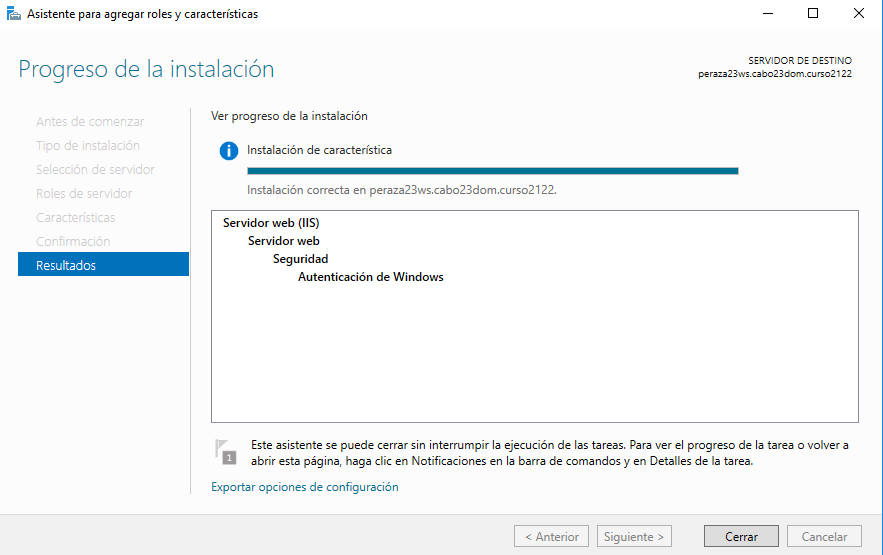 Asistente para agregar roles y características
Progreso de la instalación
SERVIDOR DE DESTINO
peraza23ws.cabo23dom.curso2122
Antes de comenzar
Tipo de instalación
Selección de servidor
Roles de servidor
Características
Confirmación
Resultados
Ver progreso de la instalación
Instalación de característica
Instalación correcta en peraza23ws.cabo23dom.curso2122.
Servidor web (IIS)
Servidor web
Seguridad
Autenticación de Windows
1
Este asistente se puede cerrar sin interrumpir la ejecución de las tareas. Para ver el progreso de la tarea o volver a
abrir esta página, haga clic en Notificaciones en la barra de comandos y en Detalles de la tarea.
Exportar opciones de configuración
< Anterior
Siguiente >
Cerrar
Cancelar